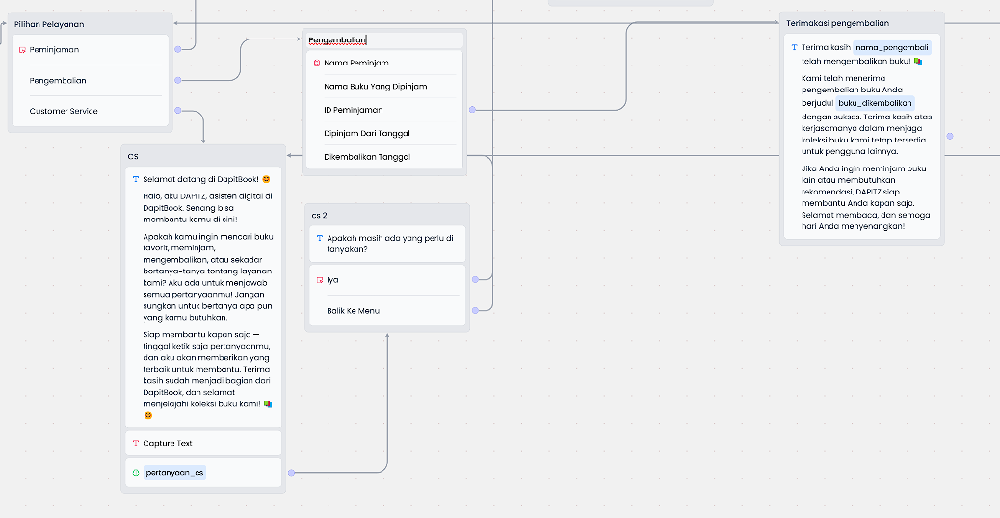 Pilihan Pelayanan
Peminjaman
Pengembalian
Customer Service
Pengembalian
Nama Peminjam
Nama Buku Yang Dipinjam
ID Peminjaman
Dipinjam Dari Tanggal
Dikembalikan Tanggal
Terimakasi pengembalian
Terima kasih nama_pengembali
telah mengembalikan buku! 📚
Kami telah menerima
pengembalian buku Anda
berjudul buku_dikembalikan
dengan sukses. Terima kasih atas
kerjasamanya dalam menjaga
koleksi buku kami tetap tersedia
untuk pengguna lainnya.
Jika Anda ingin meminjam buku
lain atau membutuhkan
rekomendasi, DAPITZ siap
membantu Anda kapan saja.
Selamat membaca, dan semoga
hari Anda menyenangkan!
CS
Selamat datang di DapitBook! 😊
Halo, aku DAPITZ, asisten digital di
DapitBook. Senang bisa
membantu kamu di sini!
Apakah kamu ingin mencari buku
favorit, meminjam,
mengembalikan, atau sekadar
bertanya-tanya tentang layanan
kami? Aku ada untuk menjawab
semua pertanyaanmu! Jangan
sungkan untuk bertanya apa pun
yang kamu butuhkan.
Siap membantu kapan saja —
tinggal ketik saja pertanyaanmu,
dan aku akan memberikan yang
terbaik untuk membantu. Terima
kasih sudah menjadi bagian dari
DapitBook, dan selamat
menjelajahi koleksi buku kami! 📚
😊
Capture Text
pertanyaan_cs
cs 2
Apakah masih ada yang perlu di
tanyakan?
Iya
Balik Ke Menu